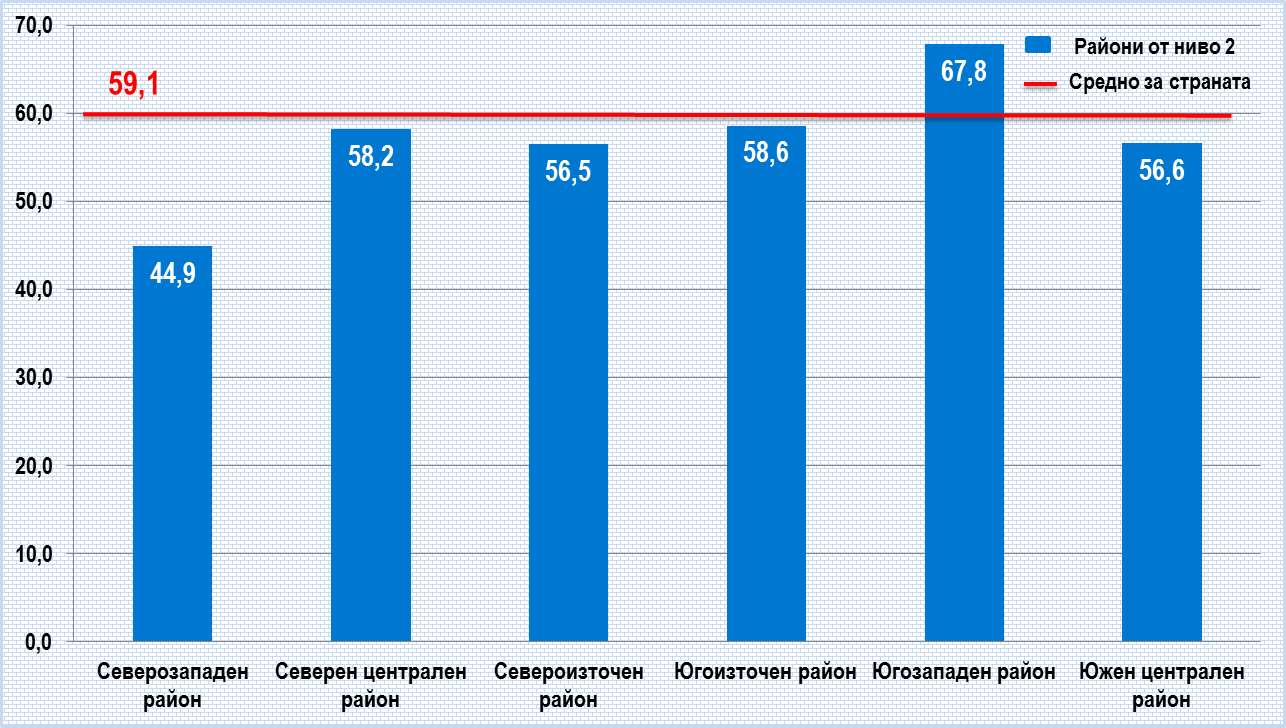 70,0
60,0
50,0
40,0
30,0
20,0
10,0
0,0
59,1
Райони от ниво 2
Средно за страната
44,9
58,2
56,5
58,6
67,8
56,6
Северозападен
район
Северен централен
район
Североизточен
район
Югоизточен район
Югозападен район
Южен централен
район